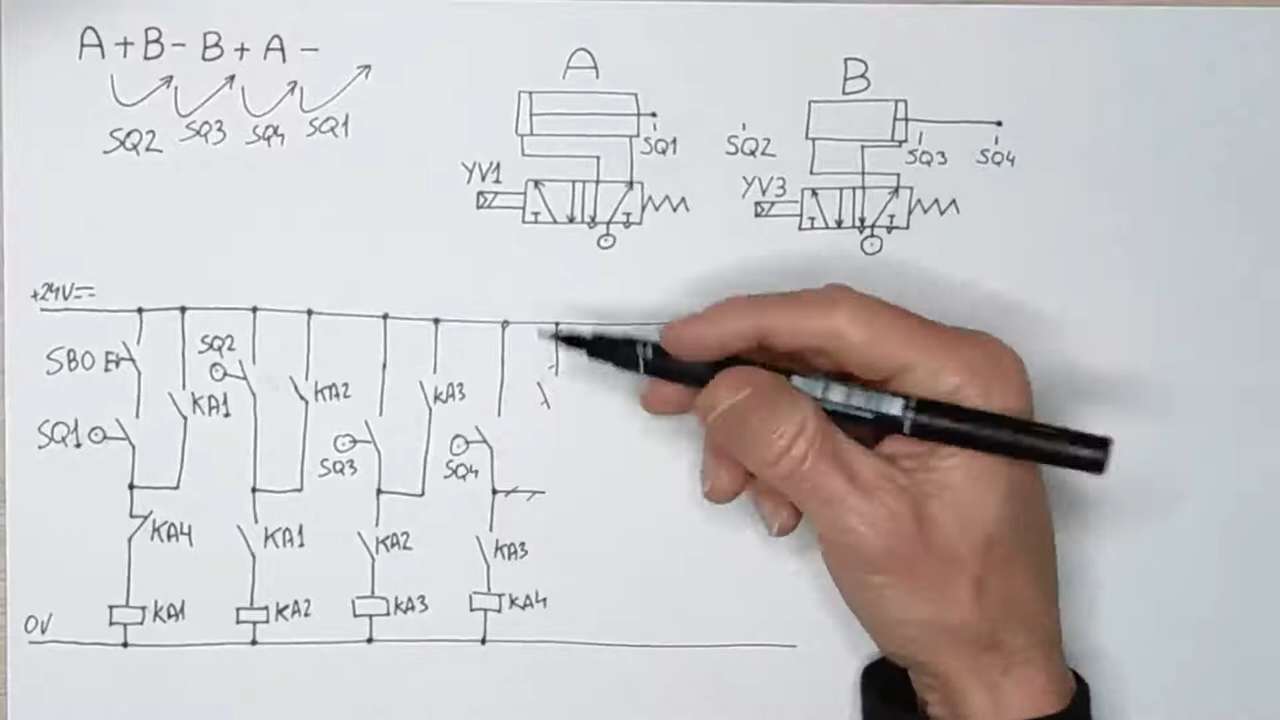 A+B-B+A-
SQ2 SQ3 SQ4 SQ1
A
B
SQ1 SQ2 SQ3 SQ4
YV1 YV3
T T T T
+24V
SB0 SQ2
KA1 KA2 KA3
SQ1 SQ3 SQ4
KA4 KA1 KA2 KA3
KA1 KA2 KA3 KA4
0V